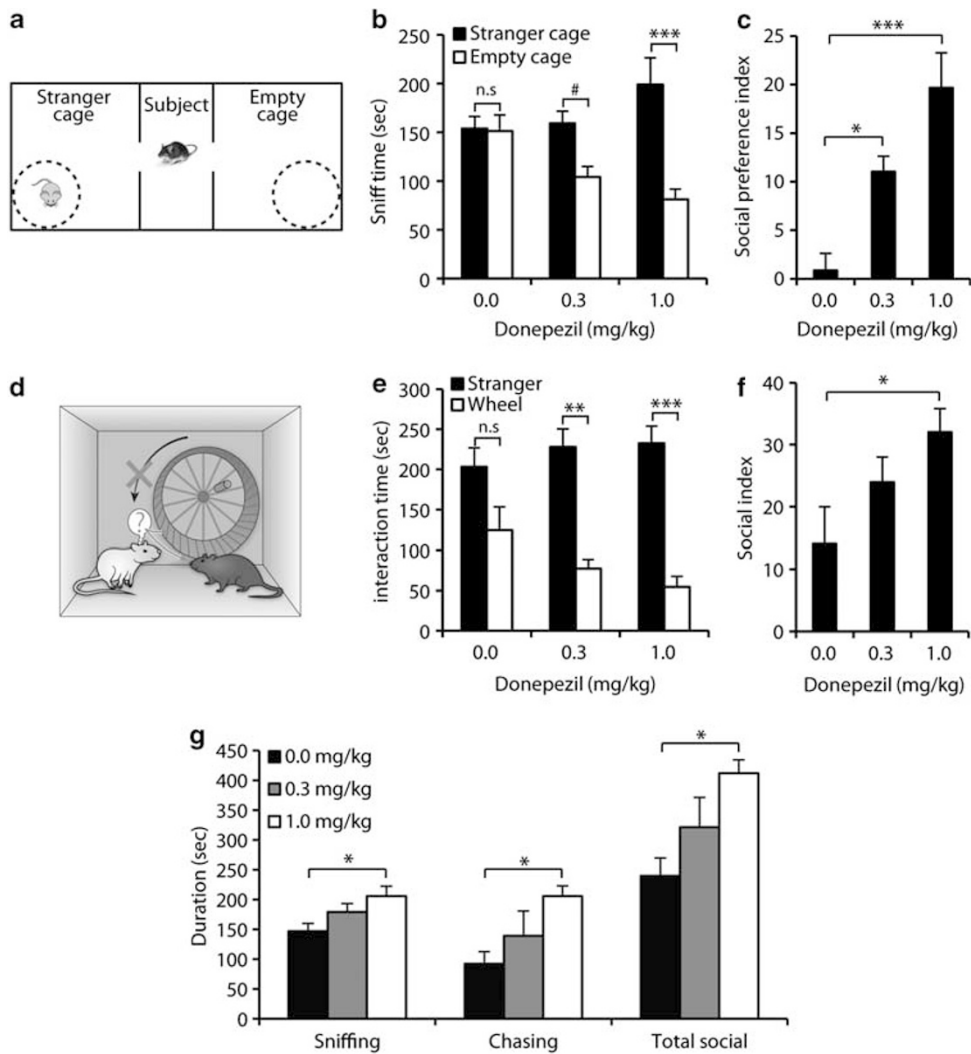 a
Stranger cage
Subject
Empty cage
b
Stranger cage
Empty cage
Sniff time (sec)
250
200
150
100
50
0
n.s
#
***
0.0 0.3 1.0
Donepezil (mg/kg)
c
Social preference index
25
20
15
10
5
0
*
***
0.0 0.3 1.0
Donepezil (mg/kg)
d
?
e
Stranger
Wheel
interaction time (sec)
300
250
200
150
100
50
0
n.s
**
***
0.0 0.3 1.0
Donepezil (mg/kg)
f
Social index
40
30
20
10
0
*
0.0 0.3 1.0
Donepezil (mg/kg)
g
0.0 mg/kg
0.3 mg/kg
1.0 mg/kg
Duration (sec)
450
400
350
300
250
200
150
100
50
0
*
*
*
Sniffing Chasing Total social